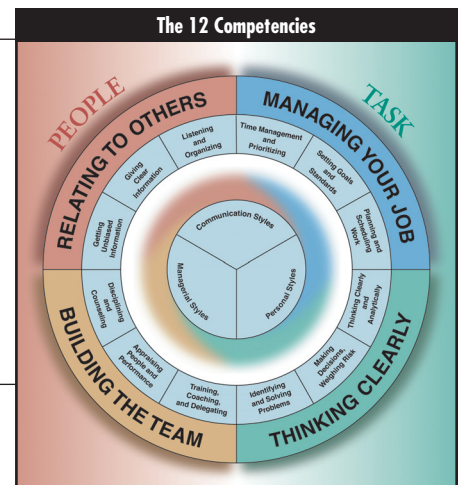 The 12 Competencies
PEOPLE
TASK
RELATING TO OTHERS
MANAGING YOUR JOB
BUILDING THE TEAM
THINKING CLEARLY
Listening
and
Organizing
Giving
Clear
Information
Getting
Unbiased
Information
Time Management
and
Prioritizing
Setting Goals
and
Standards
Planning and
Scheduling
Work
Thinking Clearly
and
Analytically
Making
Decisions,
Weighing Risk
Identifying
and Solving
Problems
Training,
Coaching,
and Delegating
Appraising
People and
Performance
Disciplining
and
Counseling
Communication Styles
Managerial Styles
Personal Styles